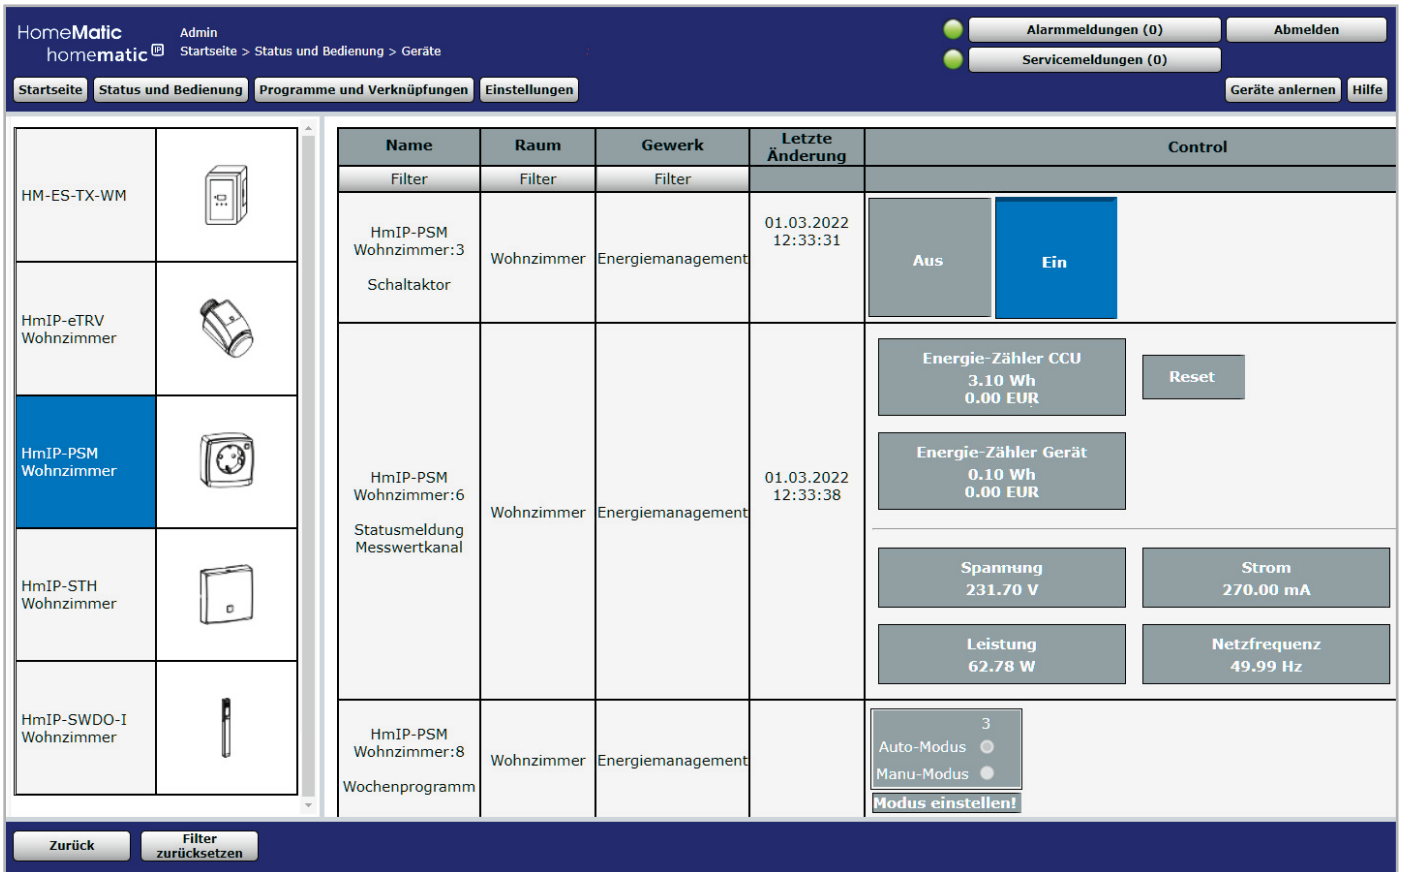 HomeMatic
homematic IP
Admin
Startseite > Status und Bedienung > Geräte
Alarmmeldungen (0)
Abmelden
Servicemeldungen (0)
Startseite
Status und Bedienung
Programme und Verknüpfungen
Einstellungen
Geräte anlernen
Hilfe
HM-ES-TX-WM
HmIP-eTRV
Wohnzimmer
HmIP-PSM
Wohnzimmer
HmIP-STH
Wohnzimmer
HmIP-SWDO-I
Wohnzimmer
Name
Raum
Gewerk
Letzte
Änderung
Control
Filter
Filter
Filter
HmIP-PSM
Wohnzimmer:3
Schaltaktor
Wohnzimmer
Energiemanagement
01.03.2022
12:33:31
Aus
Ein
HmIP-PSM
Wohnzimmer:6
Statusmeldung
Messwertkanal
Wohnzimmer
Energiemanagement
01.03.2022
12:33:38
Energie-Zähler CCU
3.10 Wh
0.00 EUR
Reset
Energie-Zähler Gerät
0.10 Wh
0.00 EUR
Spannung
231.70 V
Strom
270.00 mA
Leistung
62.78 W
Netzfrequenz
49.99 Hz
HmIP-PSM
Wohnzimmer:8
Wochenprogramm
Wohnzimmer
Energiemanagement
3
Auto-Modus
Manu-Modus
Modus einstellen!
Zurück
Filter
zurücksetzen